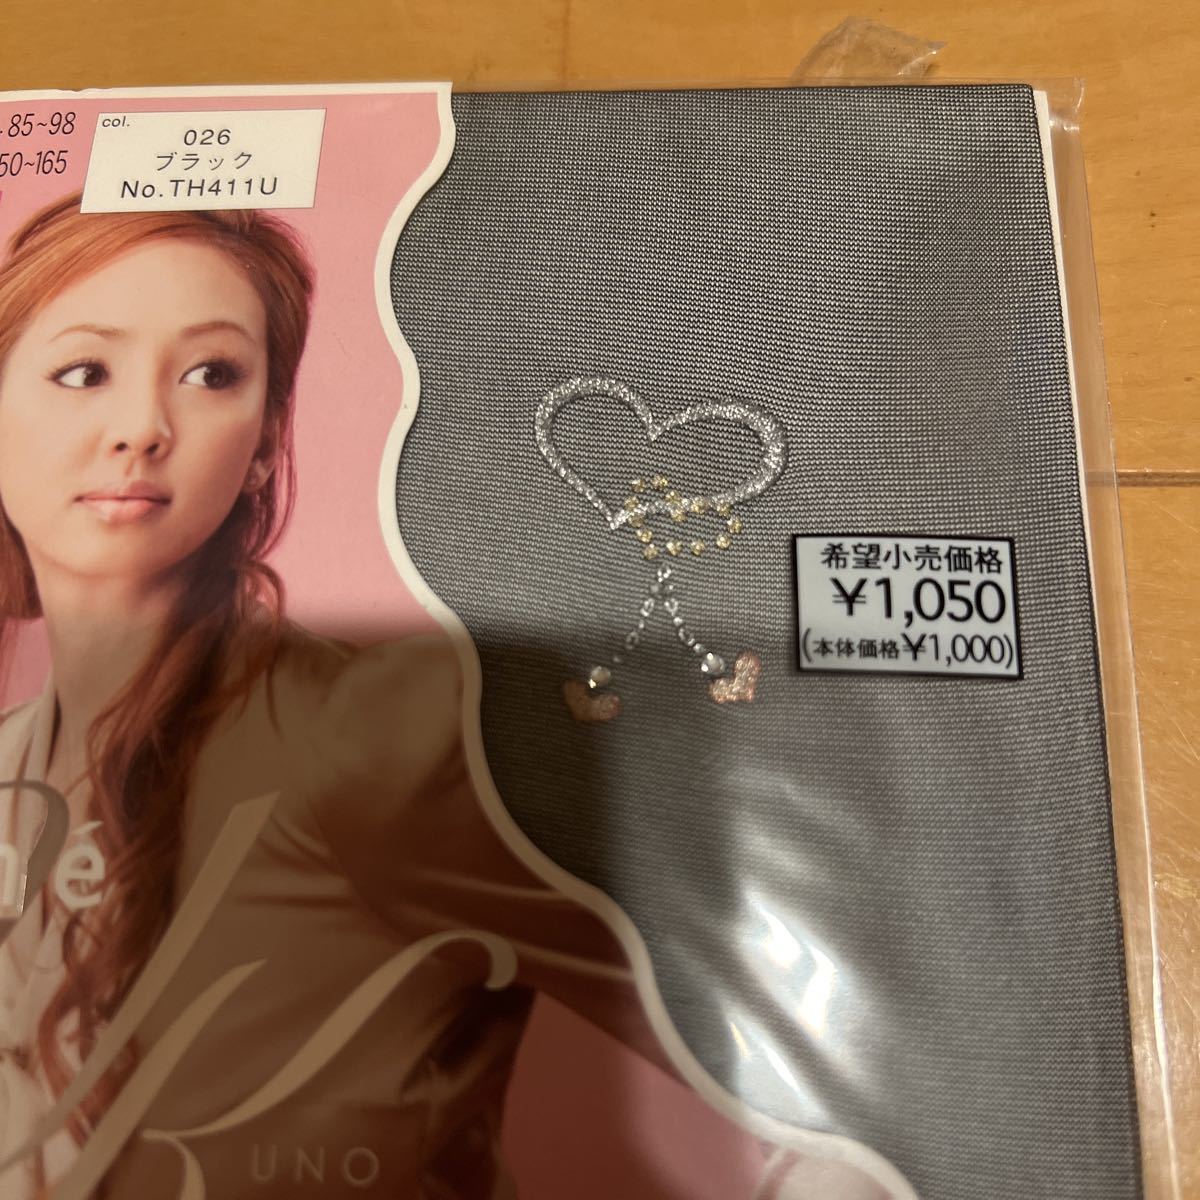 85~98
50~165
col.
026
ブラック
No.TH411U
希望小売価格
¥1,050
(本体価格¥1,000)
né
UNO